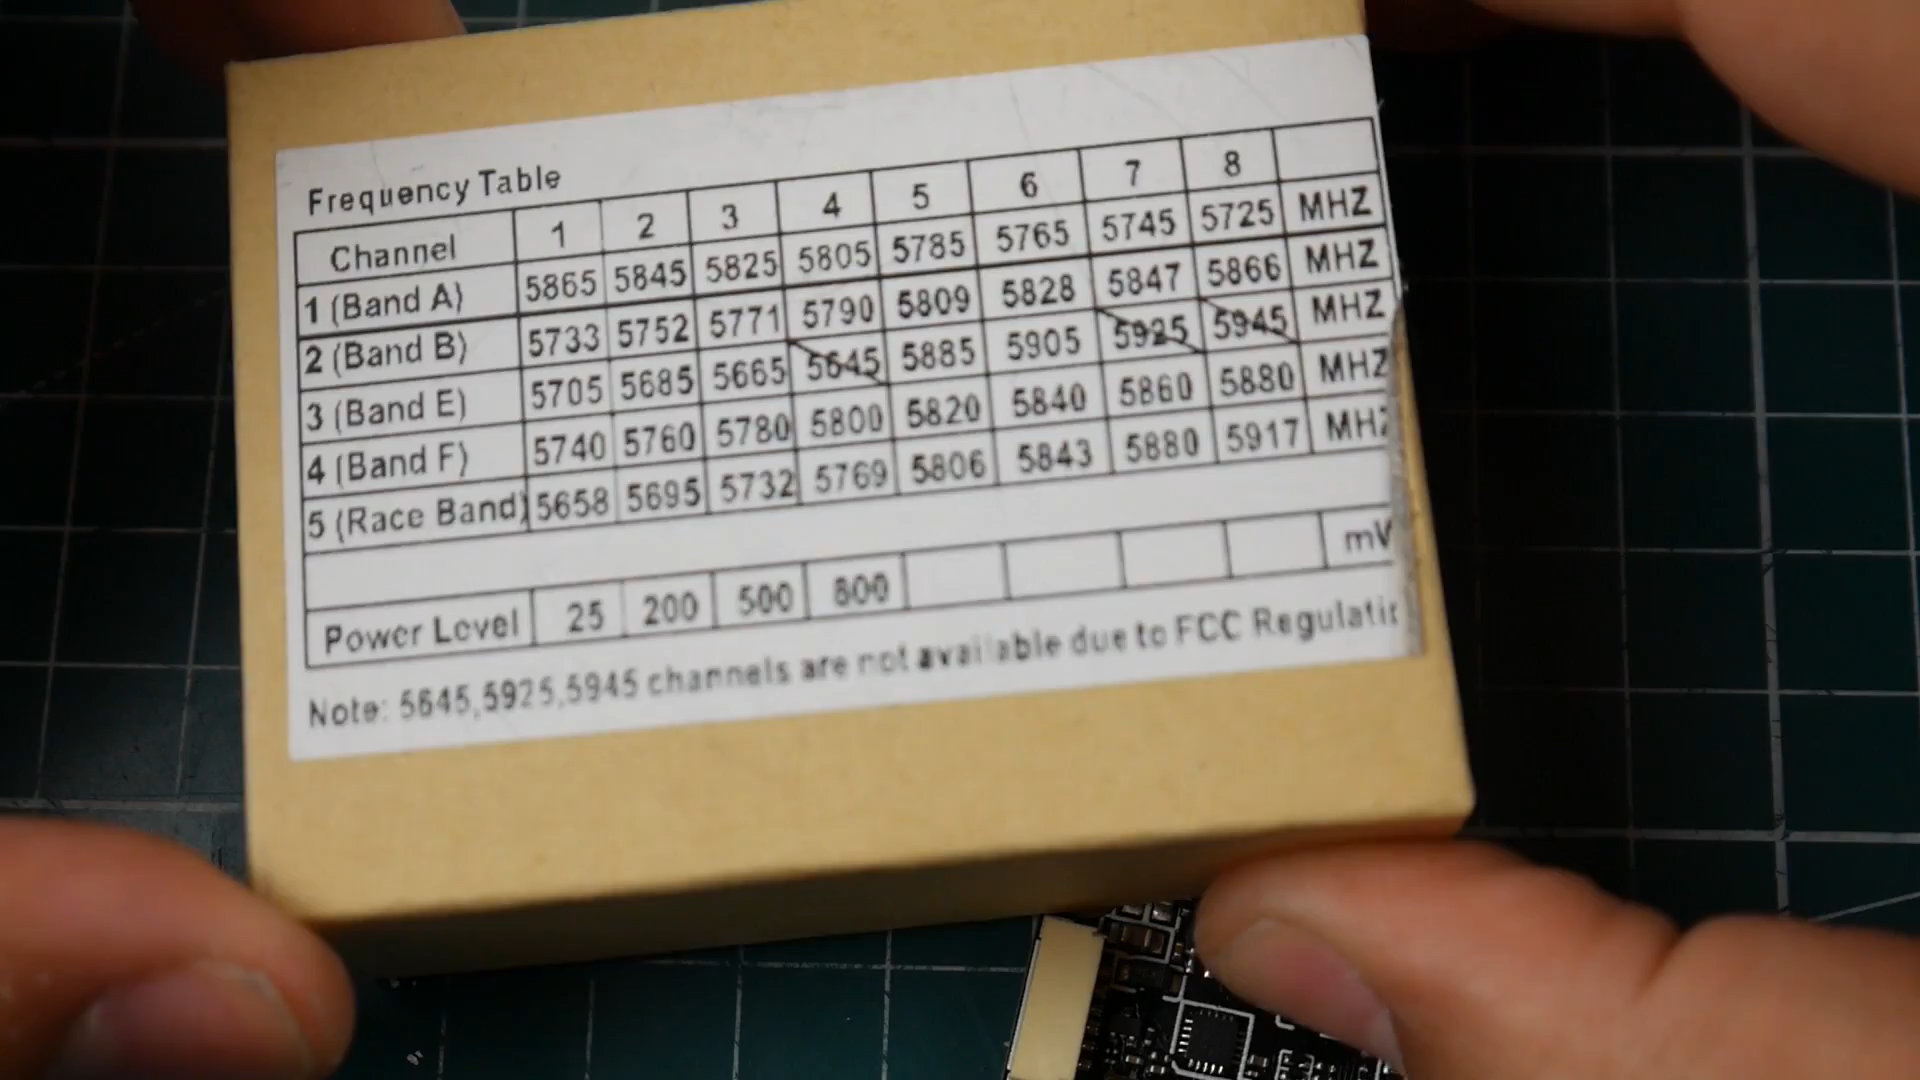 Frequency Table
Channel 1 2 3 4 5 6 7 8
1 (Band A) 5865 5845 5825 5805 5785 5765 5745 5725 MHZ
2 (Band B) 5733 5752 5771 5790 5809 5828 5847 5866 MHZ
3 (Band E) 5705 5685 5665 5645 5885 5905 5925 5945 MHZ
4 (Band F) 5740 5760 5780 5800 5820 5840 5860 5880 MHZ
5 (Race Band) 5658 5695 5732 5769 5806 5843 5880 5917 MHZ
Power Level 25 200 500 800
Note: 5645,5925,5945 channels are not available due to FCC